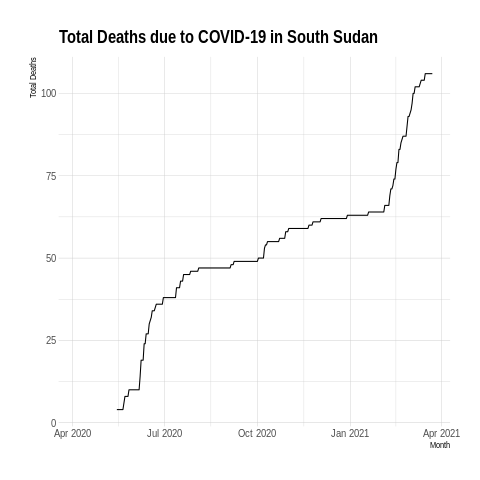 Total Deaths due to COVID-19 in South Sudan
Total Deaths
100
75
50
25
0
Apr 2020 Jul 2020 Oct 2020 Jan 2021 Apr 2021
Month